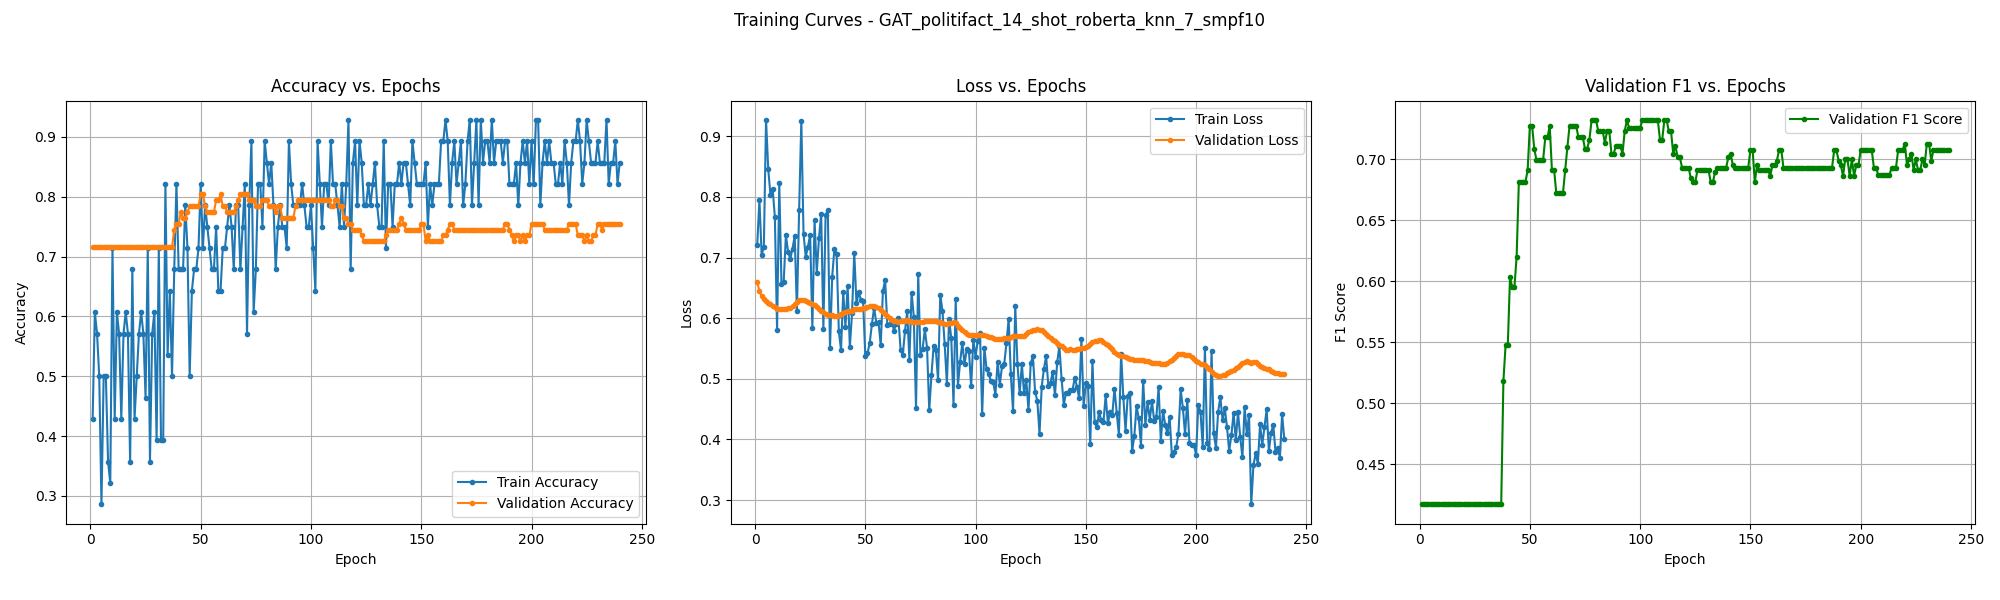 Training Curves - GAT_politifact_14_shot_roberta_knn_7_smpf10
Accuracy vs. Epochs
Accuracy
0.9
0.8
0.7
0.6
0.5
0.4
0.3
Train Accuracy
Validation Accuracy
0
50
100
150
200
250
Epoch
Loss vs. Epochs
Loss
0.9
0.8
0.7
0.6
0.5
0.4
0.3
Train Loss
Validation Loss
0
50
100
150
200
250
Epoch
Validation F1 vs. Epochs
F1 Score
0.70
0.65
0.60
0.55
0.50
0.45
Validation F1 Score
0
50
100
150
200
250
Epoch